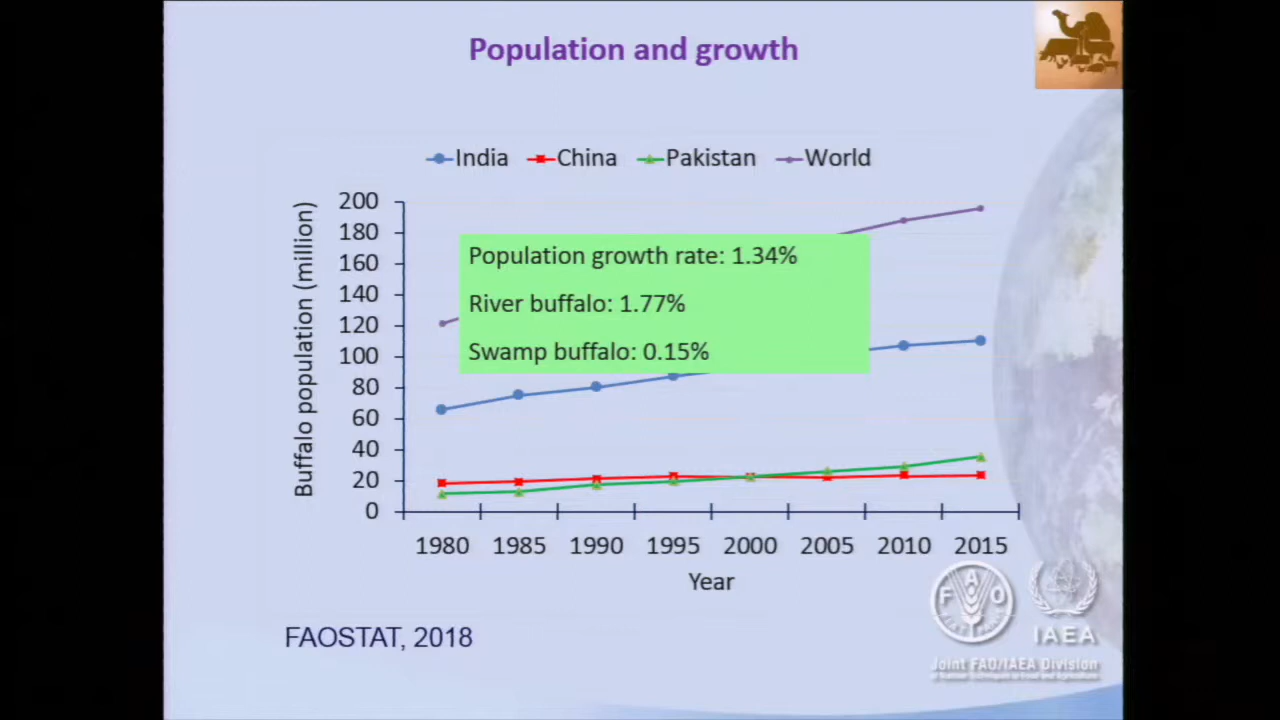 Population and growth
India China Pakistan World
Buffalo population (million)
200
180
160
140
120
100
80
60
40
20
0
Population growth rate: 1.34%
River buffalo: 1.77%
Swamp buffalo: 0.15%
1980 1985 1990 1995 2000 2005 2010 2015
Year
FAOSTAT, 2018
F A O
IAEA
Joint FAO/IAEA Division